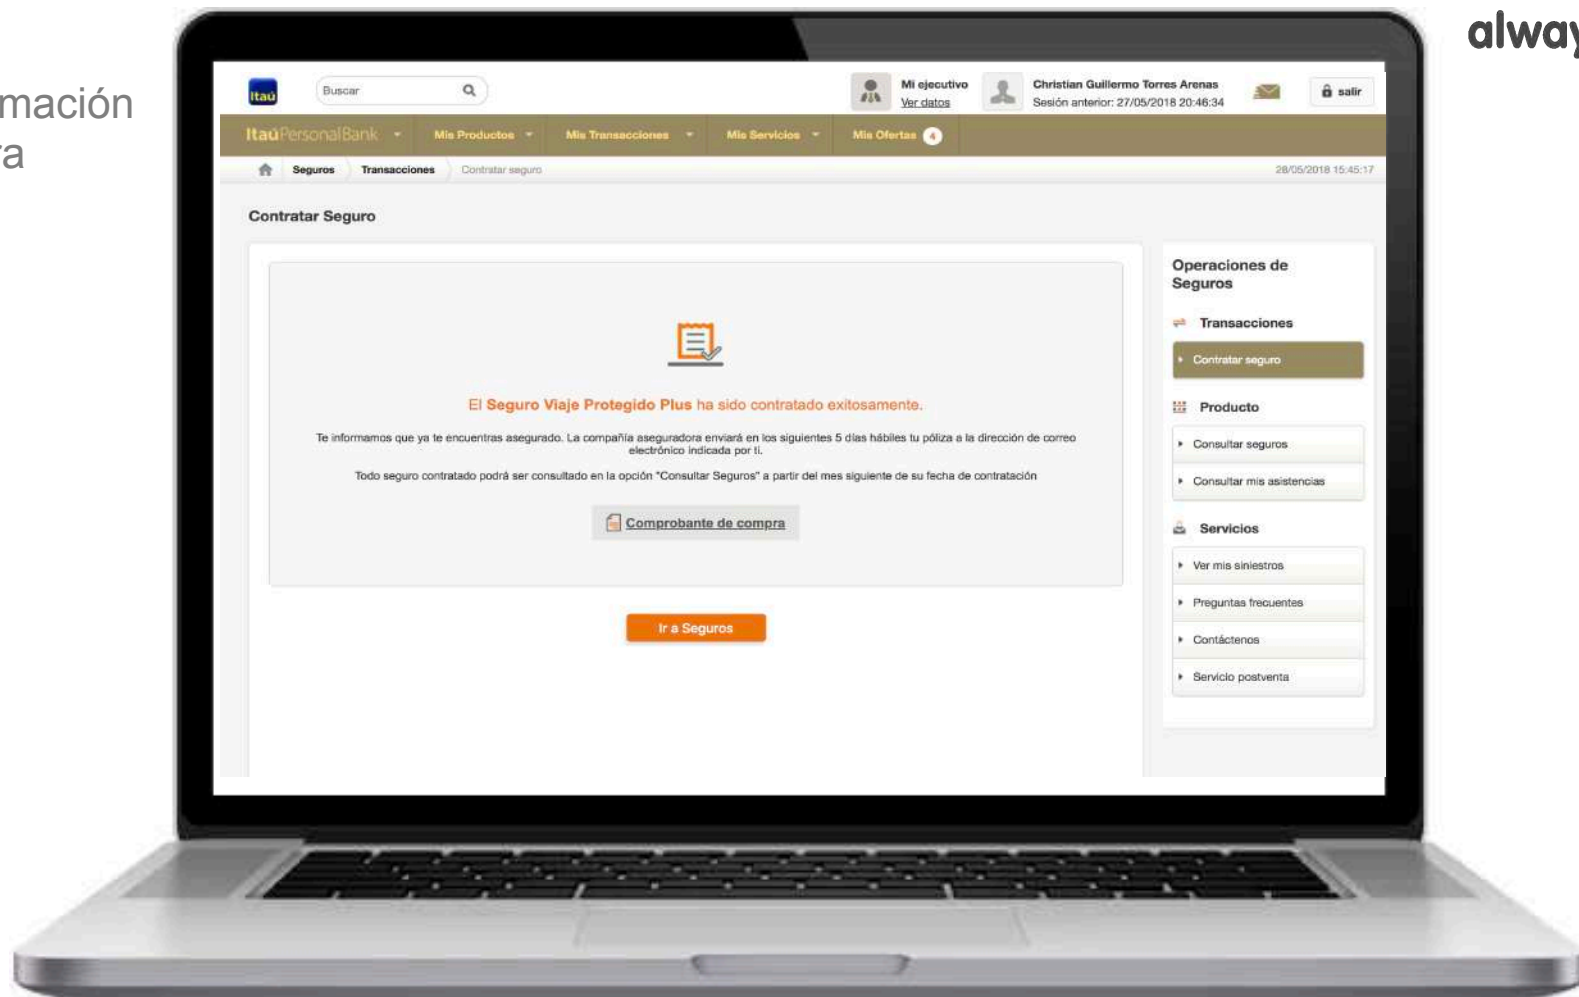 alway
mación
ra
Itaú
Buscar
Mi ejecutivo
Ver datos
Christian Guillermo Torres Arenas
Sesión anterior: 27/05/2018 20:46:34
salir
ItaúPersonalBank
Mis Productos
Mis Transacciones
Mis Servicios
Mis Ofertas 4
Seguros
Transacciones
Contratar seguro
28/05/2018 15:45:17
Contratar Seguro
El Seguro Viaje Protegido Plus ha sido contratado exitosamente.
Te informamos que ya te encuentras asegurado. La compañía aseguradora enviará en los siguientes 5 días hábiles tu póliza a la dirección de correo
electrónico indicada por ti.
Todo seguro contratado podrá ser consultado en la opción "Consultar Seguros" a partir del mes siguiente de su fecha de contratación
Comprobante de compra
Ir a Seguros
Operaciones de
Seguros
Transacciones
Contratar seguro
Producto
Consultar seguros
Consultar mis asistencias
Servicios
Ver mis siniestros
Preguntas frecuentes
Contáctenos
Servicio postventa